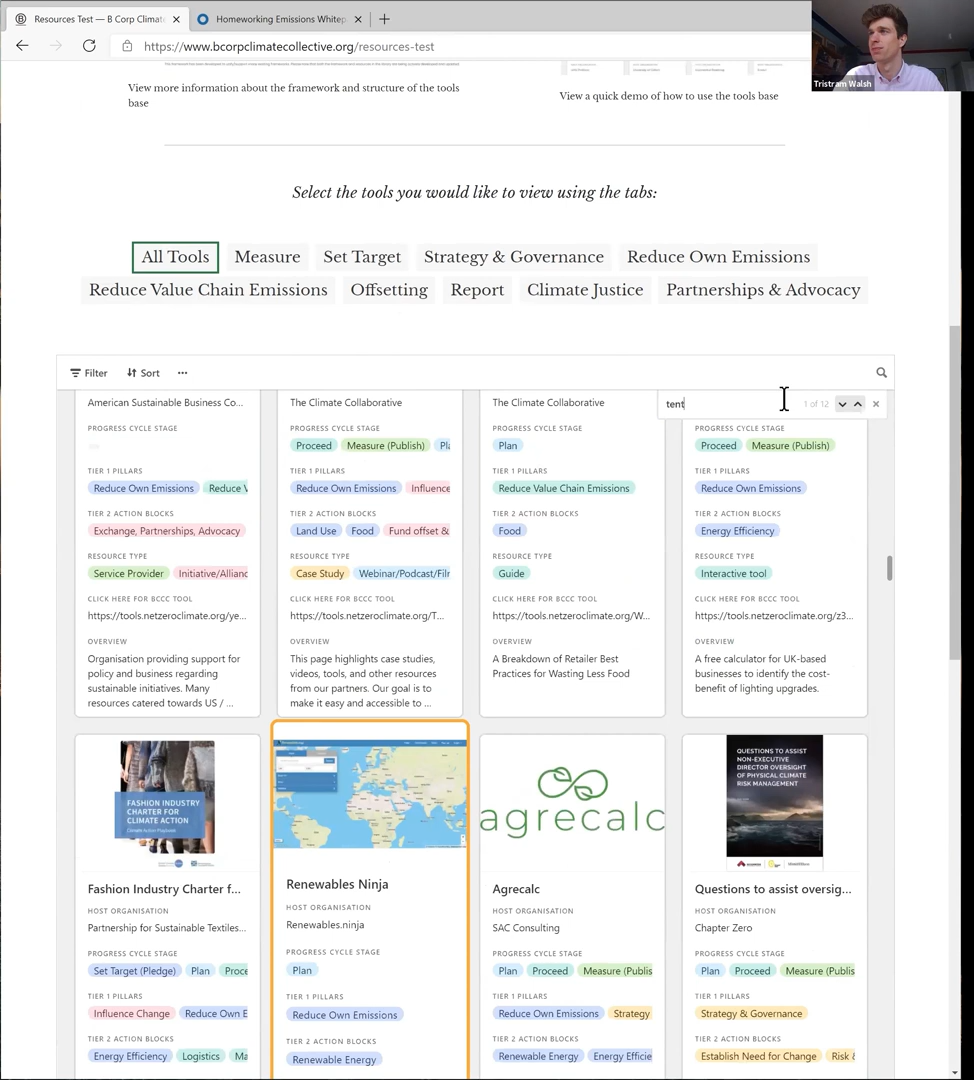 Resources Test — B Corp Climat
Homeworking Emissions Whitep
https://www.bcorpclimatecollective.org/resources-test
Tristram Walsh
View more information about the framework and structure of the tools
base
View a quick demo of how to use the tools base
Select the tools you would like to view using the tabs:
All Tools Measure Set Target Strategy & Governance Reduce Own Emissions
Reduce Value Chain Emissions Offsetting Report Climate Justice Partnerships & Advocacy
Filter Sort ...
tent 1 of 12
American Sustainable Business Co...
PROGRESS CYCLE STAGE
TIER 1 PILLARS
Reduce Own Emissions Reduce V
TIER 2 ACTION BLOCKS
Exchange, Partnerships, Advocacy
RESOURCE TYPE
Service Provider Initiative/Allianc
CLICK HERE FOR BCCC TOOL
https://tools.netzeroclimate.org/ye...
OVERVIEW
Organisation providing support for
policy and business regarding
sustainable initiatives. Many
resources catered towards US / ...
The Climate Collaborative
PROGRESS CYCLE STAGE
Proceed Measure (Publish) Pla
TIER 1 PILLARS
Reduce Own Emissions Influence
TIER 2 ACTION BLOCKS
Land Use Food Fund offset &
RESOURCE TYPE
Case Study Webinar/Podcast/Filr
CLICK HERE FOR BCCC TOOL
https://tools.netzeroclimate.org/T...
OVERVIEW
This page highlights case studies,
videos, tools, and other resources
from our partners. Our goal is to
make it easy and accessible to ...
The Climate Collaborative
PROGRESS CYCLE STAGE
Plan
TIER 1 PILLARS
Reduce Value Chain Emissions
TIER 2 ACTION BLOCKS
Food
RESOURCE TYPE
Guide
CLICK HERE FOR BCCC TOOL
https://tools.netzeroclimate.org/W...
OVERVIEW
A Breakdown of Retailer Best
Practices for Wasting Less Food
PROGRESS CYCLE STAGE
Proceed Measure (Publish)
TIER 1 PILLARS
Reduce Own Emissions
TIER 2 ACTION BLOCKS
Energy Efficiency
RESOURCE TYPE
Interactive tool
CLICK HERE FOR BCCC TOOL
https://tools.netzeroclimate.org/z3...
OVERVIEW
A free calculator for UK-based
businesses to identify the cost-
benefit of lighting upgrades.
FASHION INDUSTRY
CHARTER FOR
CLIMATE ACTION
Climate Action Playbook
Fashion Industry Charter f...
HOST ORGANISATION
Partnership for Sustainable Textiles...
PROGRESS CYCLE STAGE
Set Target (Pledge) Plan Proce
TIER 1 PILLARS
Influence Change Reduce Own E
TIER 2 ACTION BLOCKS
Energy Efficiency Logistics Ma
Renewables Ninja
HOST ORGANISATION
Renewables.ninja
PROGRESS CYCLE STAGE
Plan
TIER 1 PILLARS
Reduce Own Emissions
TIER 2 ACTION BLOCKS
Renewable Energy
agrecalc
Agrecalc
HOST ORGANISATION
SAC Consulting
PROGRESS CYCLE STAGE
Plan Proceed Measure (Publis
TIER 1 PILLARS
Reduce Own Emissions Strategy
TIER 2 ACTION BLOCKS
Renewable Energy Energy Efficie
QUESTIONS TO ASSIST
NON-EXECUTIVE
DIRECTOR OVERSIGHT
OF PHYSICAL CLIMATE
RISK MANAGEMENT
Questions to assist oversig...
HOST ORGANISATION
Chapter Zero
PROGRESS CYCLE STAGE
Plan Proceed Measure (Publis
TIER 1 PILLARS
Strategy & Governance
TIER 2 ACTION BLOCKS
Establish Need for Change Risk &